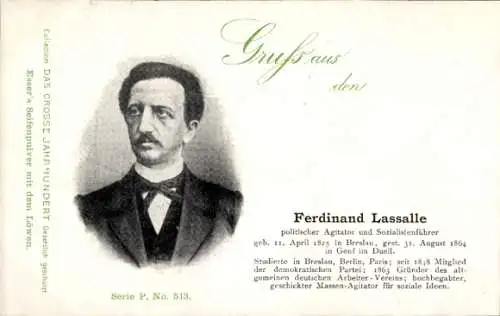 Collection DAS GROSSE JAHRHUNDERT Gesetzlich geschützt
Esser's Seifenpulver mit dem Löwen.
Gruss aus
den
Ferdinand Lassalle
politischer Agitator und Sozialistenführer
geb. 11. April 1825 in Breslau, gest. 31. August 1864
in Genf im Duell.
Studierte in Breslau, Berlin, Paris; seit 1848 Mitglied
der demokratischen Partei; 1863 Gründer des all-
gemeinen deutschen Arbeiter-Vereins; hochbegabter,
geschickter Massen-Agitator für soziale Ideen.
Serie P. No. 513.